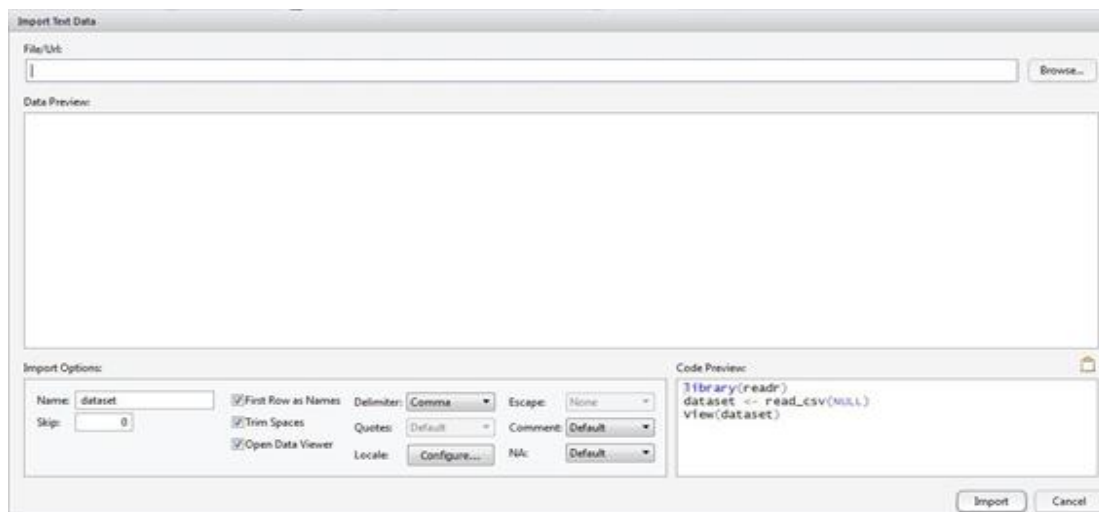 Import Text Data
File/Url:
Browse...
Data Preview:
Import Options:
Name: dataset
Skip: 0
First Row as Names
Trim Spaces
Open Data Viewer
Delimiter: Comma
Quotes: Default
Locale: Configure...
Escape: None
Comment: Default
NA: Default
Code Preview:
library(readr)
dataset <- read_csv(NULL)
View(dataset)
Import
Cancel